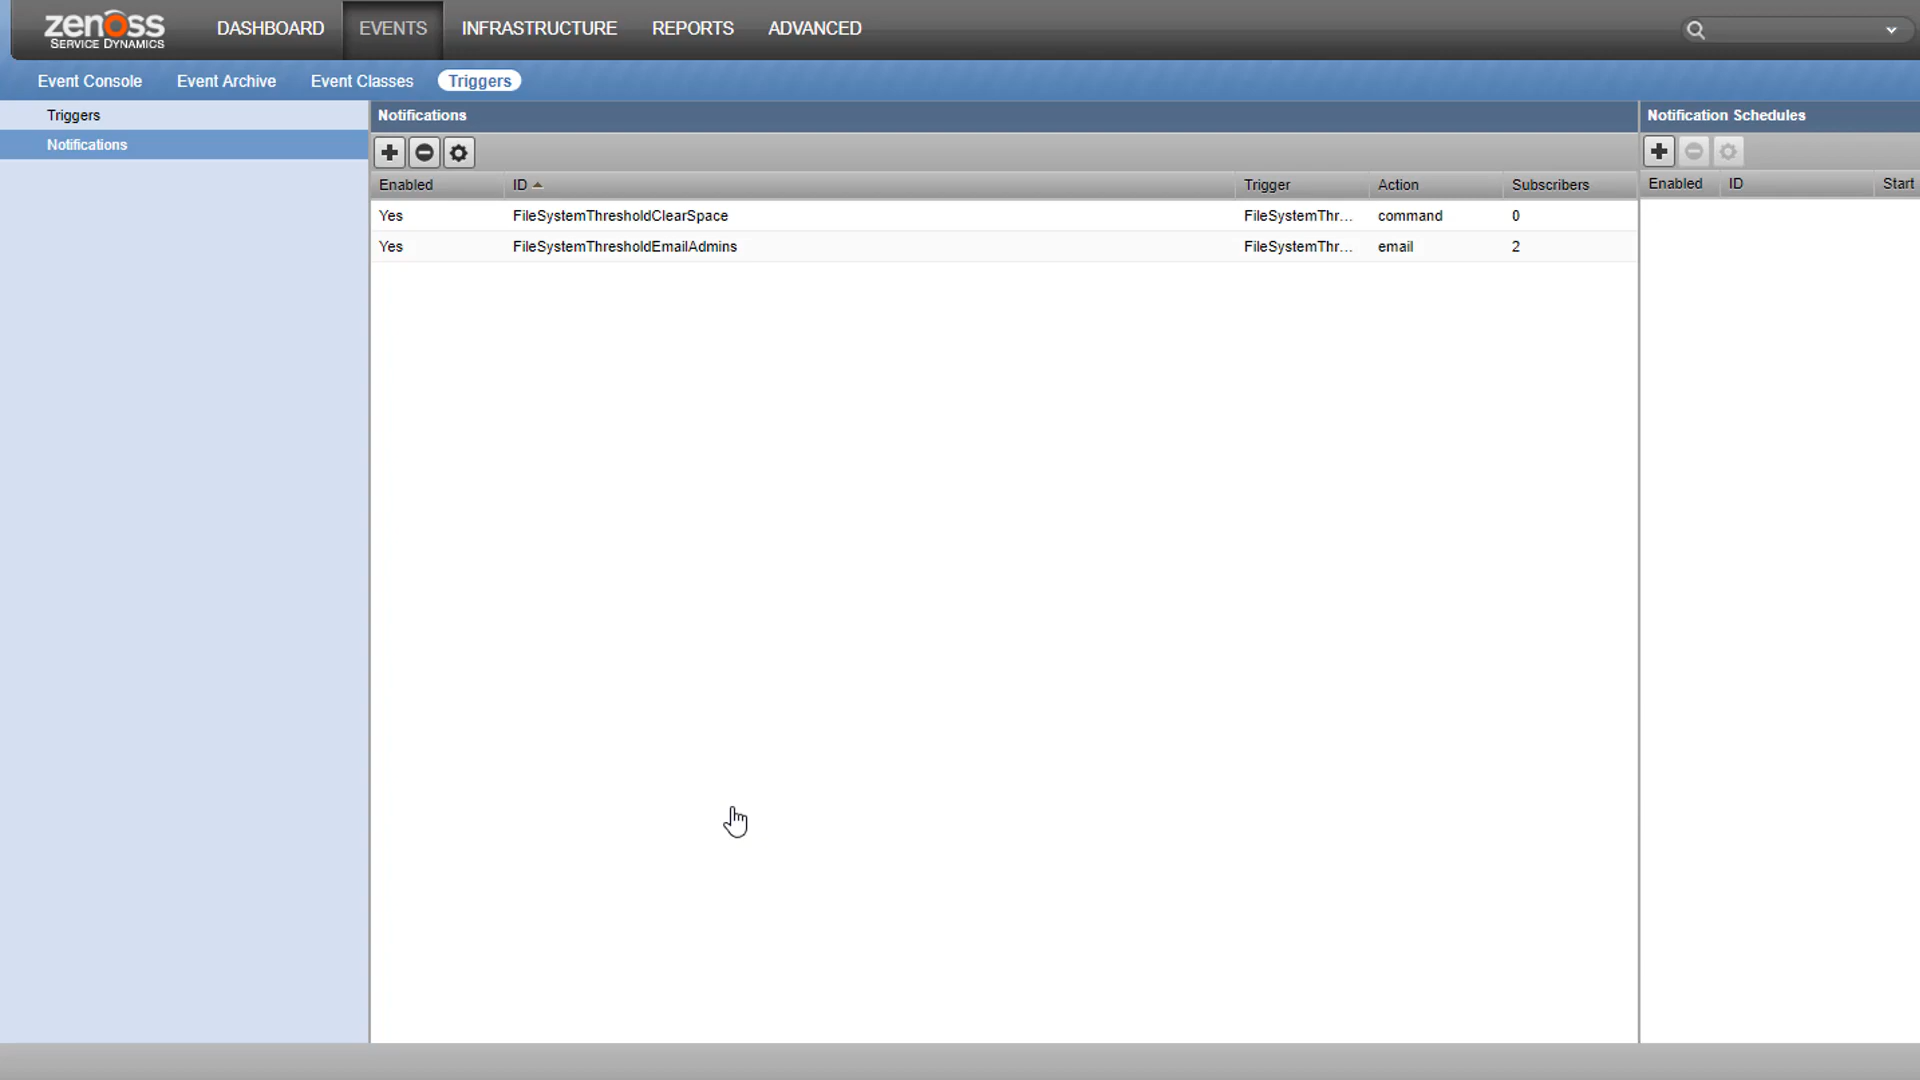 zenoss
SERVICE DYNAMICS
DASHBOARD
EVENTS
INFRASTRUCTURE
REPORTS
ADVANCED
Event Console
Event Archive
Event Classes
Triggers
Triggers
Notifications
Notifications
Enabled ID Trigger Action Subscribers
Yes FileSystemThresholdClearSpace FileSystemThr... command 0
Yes FileSystemThresholdEmailAdmins FileSystemThr... email 2
Notification Schedules
Enabled ID Start